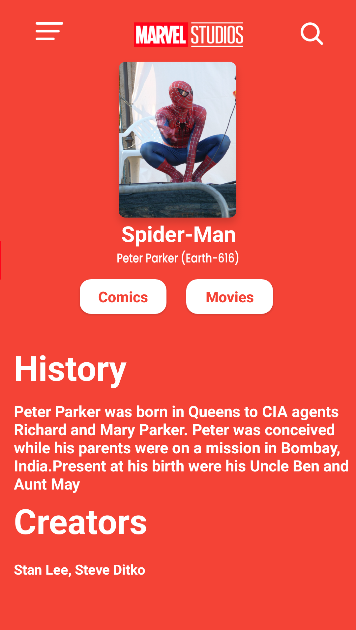 MARVEL STUDIOS
Spider-Man
Peter Parker (Earth-616)
Comics
Movies
History
Peter Parker was born in Queens to CIA agents
Richard and Mary Parker. Peter was conceived
while his parents were on a mission in Bombay,
India.Present at his birth were his Uncle Ben and
Aunt May
Creators
Stan Lee, Steve Ditko